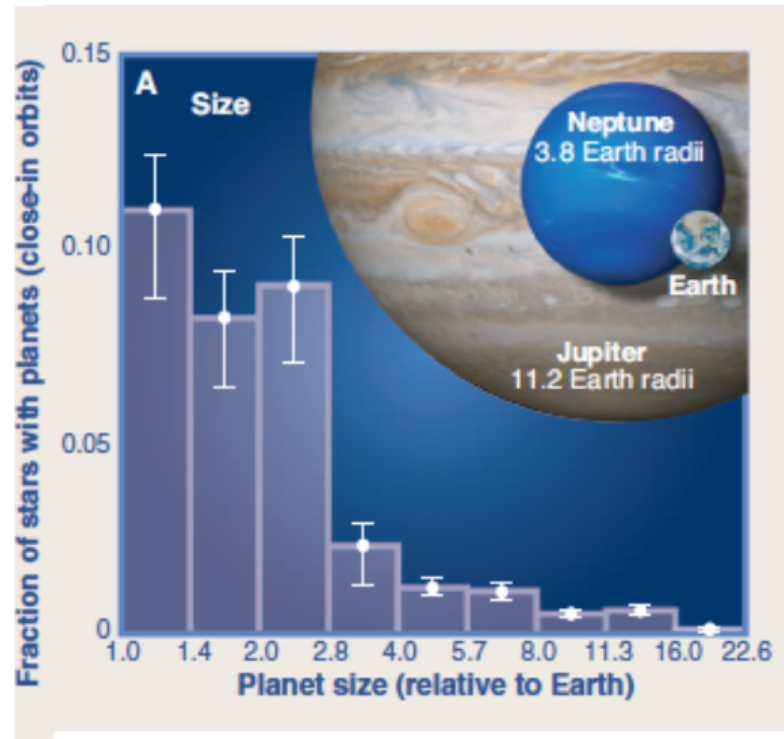 A
Size
Neptune
3.8 Earth radii
Earth
Jupiter
11.2 Earth radii
Fraction of stars with planets (close-in orbits)
0.15
0.10
0.05
0
1.0 1.4 2.0 2.8 4.0 5.7 8.0 11.3 16.0 22.6
Planet size (relative to Earth)